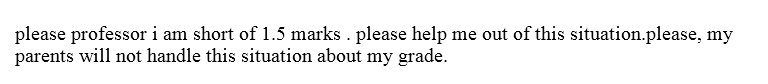 please professor i am short of 1.5 marks . please help me out of this situation.please, my
parents will not handle this situation about my grade.